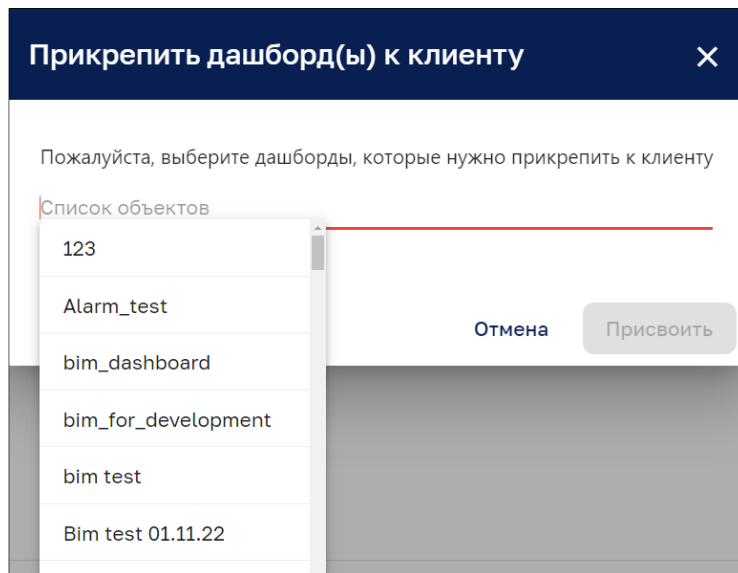 Прикрепить дашборд(ы) к клиенту
Пожалуйста, выберите дашборды, которые нужно прикрепить к клиенту
Список объектов
123
Alarm_test
Отмена
Присвоить
bim_dashboard
bim_for_development
bim test
Bim test 01.11.22